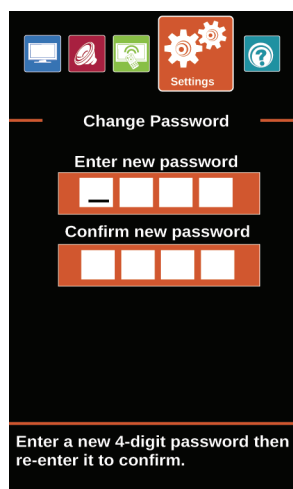 Settings
Change Password
Enter new password
Confirm new password
Enter a new 4-digit password then
re-enter it to confirm.